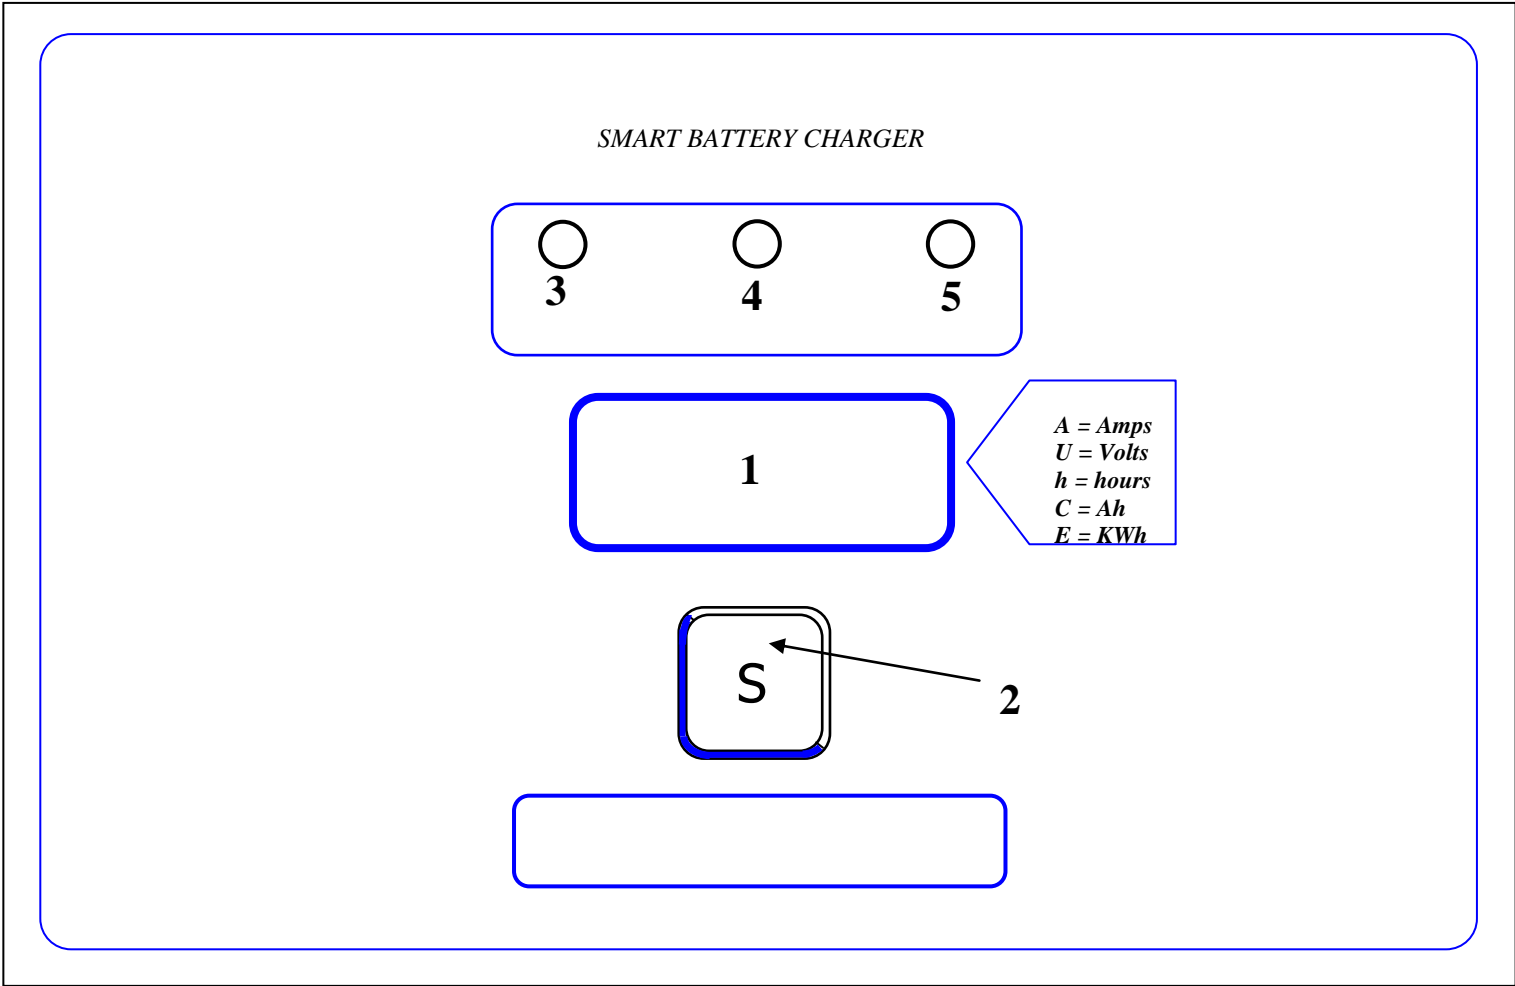 SMART BATTERY CHARGER
3 4 5
1
A = Amps
U = Volts
h = hours
C = Ah
E = KWh
S
2